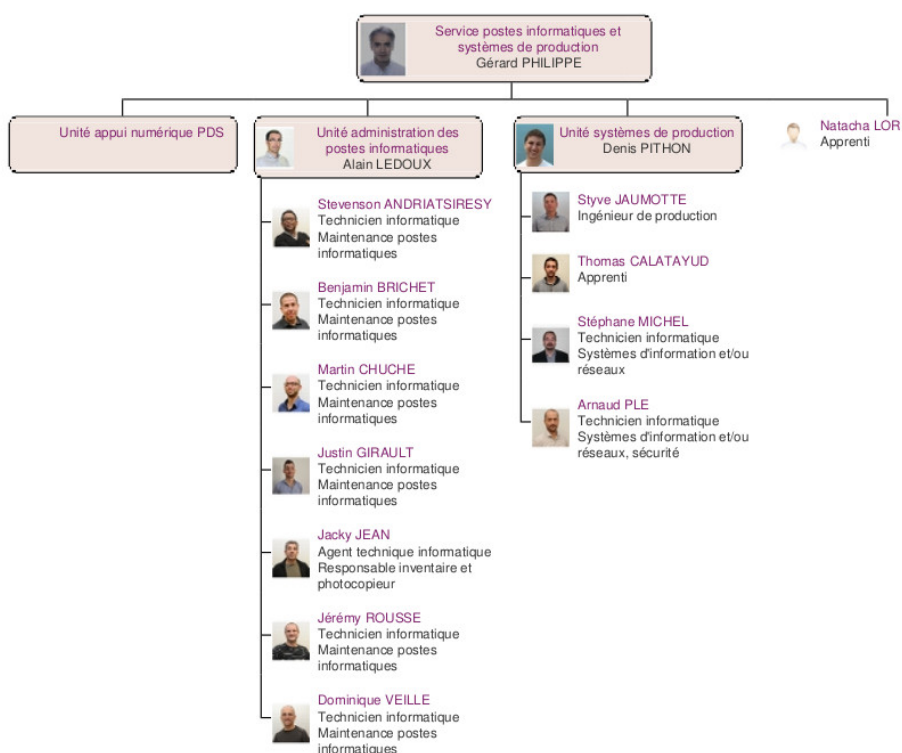 Service postes informatiques et
systèmes de production
Gérard PHILIPPE
Unité appui numérique PDS
Unité administration des
postes informatiques
Alain LEDOUX
Unité systèmes de production
Denis PITHON
Natacha LOR
Apprenti
Stevenson ANDRIATSIRESY
Technicien informatique
Maintenance postes
informatiques
Benjamin BRICHET
Technicien informatique
Maintenance postes
informatiques
Martin CHUCHE
Technicien informatique
Maintenance postes
informatiques
Justin GIRAULT
Technicien informatique
Maintenance postes
informatiques
Jacky JEAN
Agent technique informatique
Responsable inventaire et
photocopieur
Jérémy ROUSSE
Technicien informatique
Maintenance postes
informatiques
Dominique VEILLE
Technicien informatique
Maintenance postes
informatiques
Styve JAUMOTTE
Ingénieur de production
Thomas CALATAYUD
Apprenti
Stéphane MICHEL
Technicien informatique
Systèmes d'information et/ou
réseaux
Arnaud PLE
Technicien informatique
Systèmes d'information et/ou
réseaux, sécurité